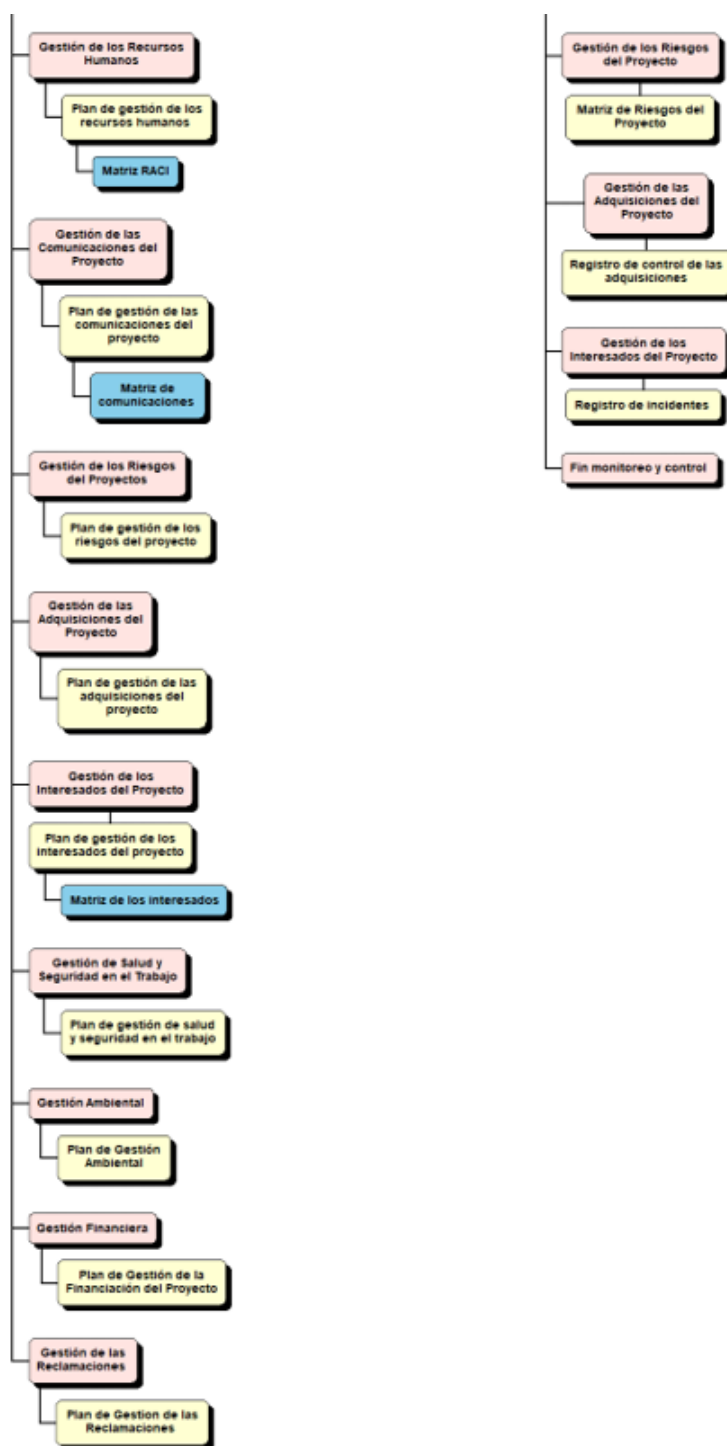 Gestión de los Recursos
Humanos
Plan de gestión de los
recursos humanos
Matriz RACI
Gestión de las
Comunicaciones del
Proyecto
Plan de gestión de las
comunicaciones del
proyecto
Matriz de
comunicaciones
Gestión de los Riesgos
del Proyectos
Plan de gestión de los
riesgos del proyecto
Gestión de las
Adquisiciones del
Proyecto
Plan de gestión de las
adquisiciones del
proyecto
Gestión de los
Interesados del Proyecto
Plan de gestión de los
interesados del proyecto
Matriz de los interesados
Gestión de Salud y
Seguridad en el Trabajo
Plan de gestión de salud
y seguridad en el trabajo
Gestión Ambiental
Plan de Gestión
Ambiental
Gestión Financiera
Plan de Gestión de la
Financiación del Proyecto
Gestión de las
Reclamaciones
Plan de Gestion de las
Reclamaciones
Gestión de los Riesgos
del Proyecto
Matriz de Riesgos del
Proyecto
Gestión de las
Adquisiciones del
Proyecto
Registro de control de las
adquisiciones
Gestión de los
Interesados del Proyecto
Registro de incidentes
Fin monitoreo y control